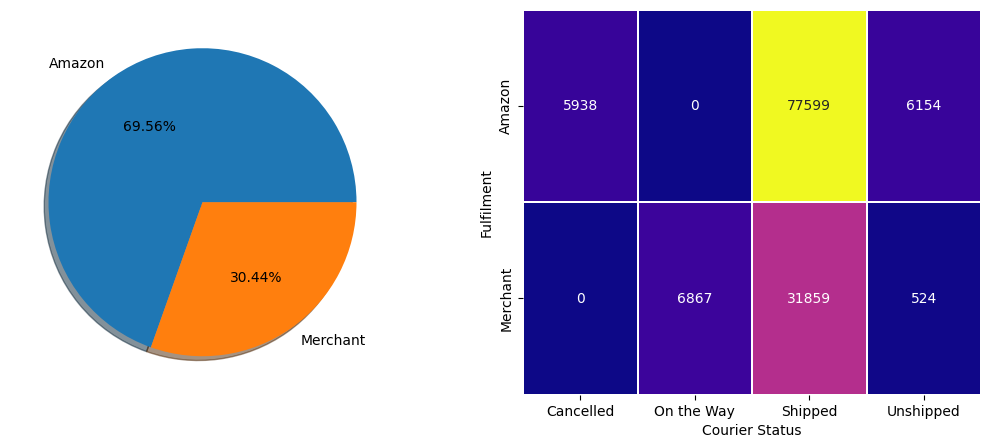 Amazon
69.56%
30.44%
Merchant
Fulfilment
Amazon
Merchant
5938 0 77599 6154
0 6867 31859 524
Cancelled On the Way Shipped Unshipped
Courier Status